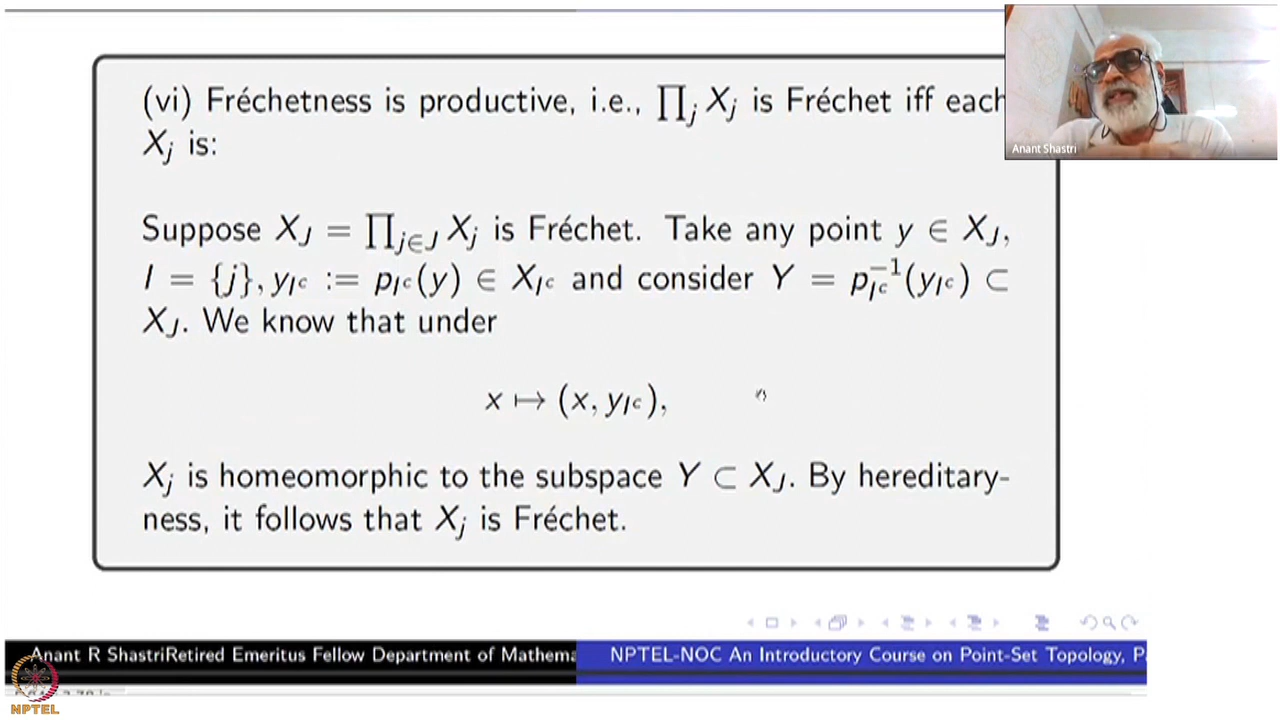 (vi) Fréchetness is productive, i.e., ∏_j X_j is Fréchet iff each
X_j is:
Anant Shastri
Suppose X_J = ∏_{j∈J} X_j is Fréchet. Take any point y ∈ X_J,
I = {j}, y_{I^c} := p_{I^c}(y) ∈ X_{I^c} and consider Y = p_{I^c}^{-1}(y_{I^c}) ⊂
X_J. We know that under
x ↦ (x, y_{I^c}),
X_j is homeomorphic to the subspace Y ⊂ X_J. By hereditary-
ness, it follows that X_j is Fréchet.
Anant R ShastriRetired Emeritus Fellow Department of Mathema
NPTEL-NOC An Introductory Course on Point-Set Topology, Pa
NPTEL